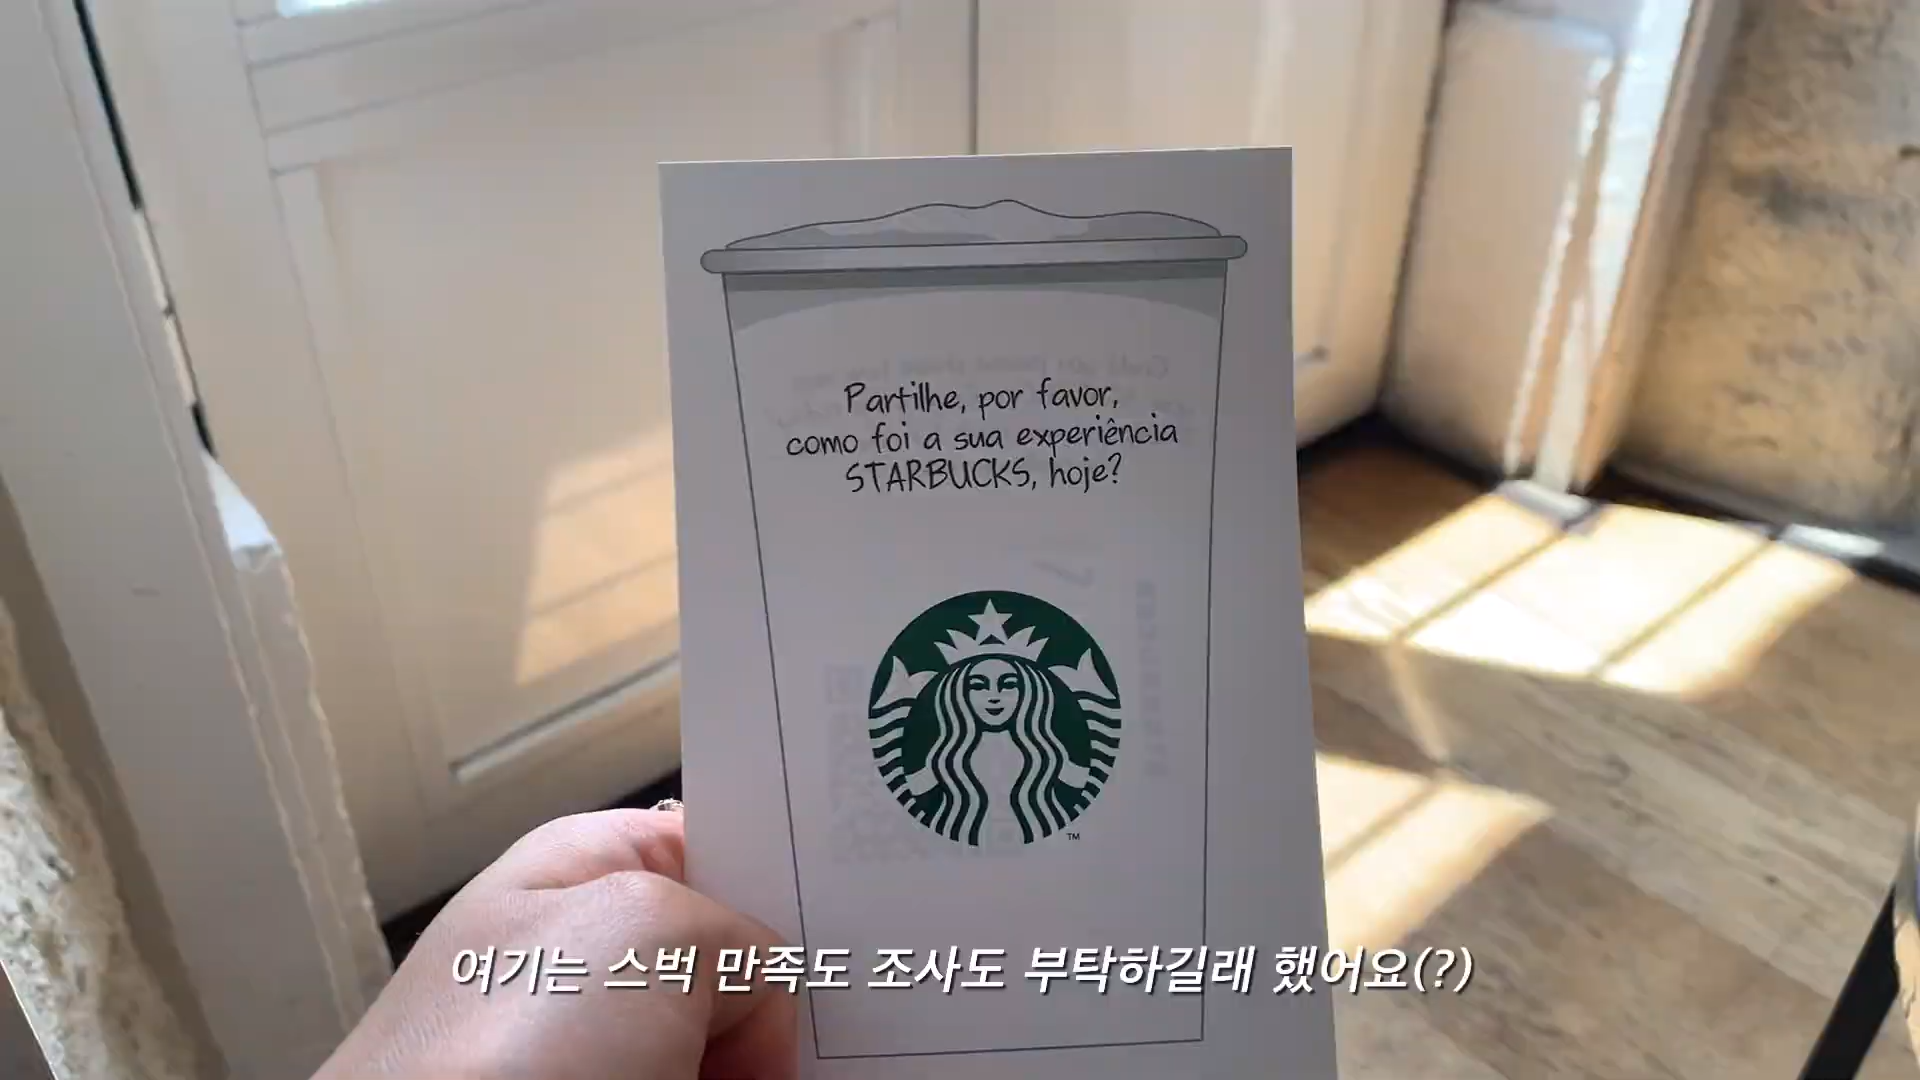 Partilhe, por favor,
como foi a sua experiência
STARBUCKS, hoje?
TM
여기는 스벅 만족도 조사도 부탁하길래 했어요(?)